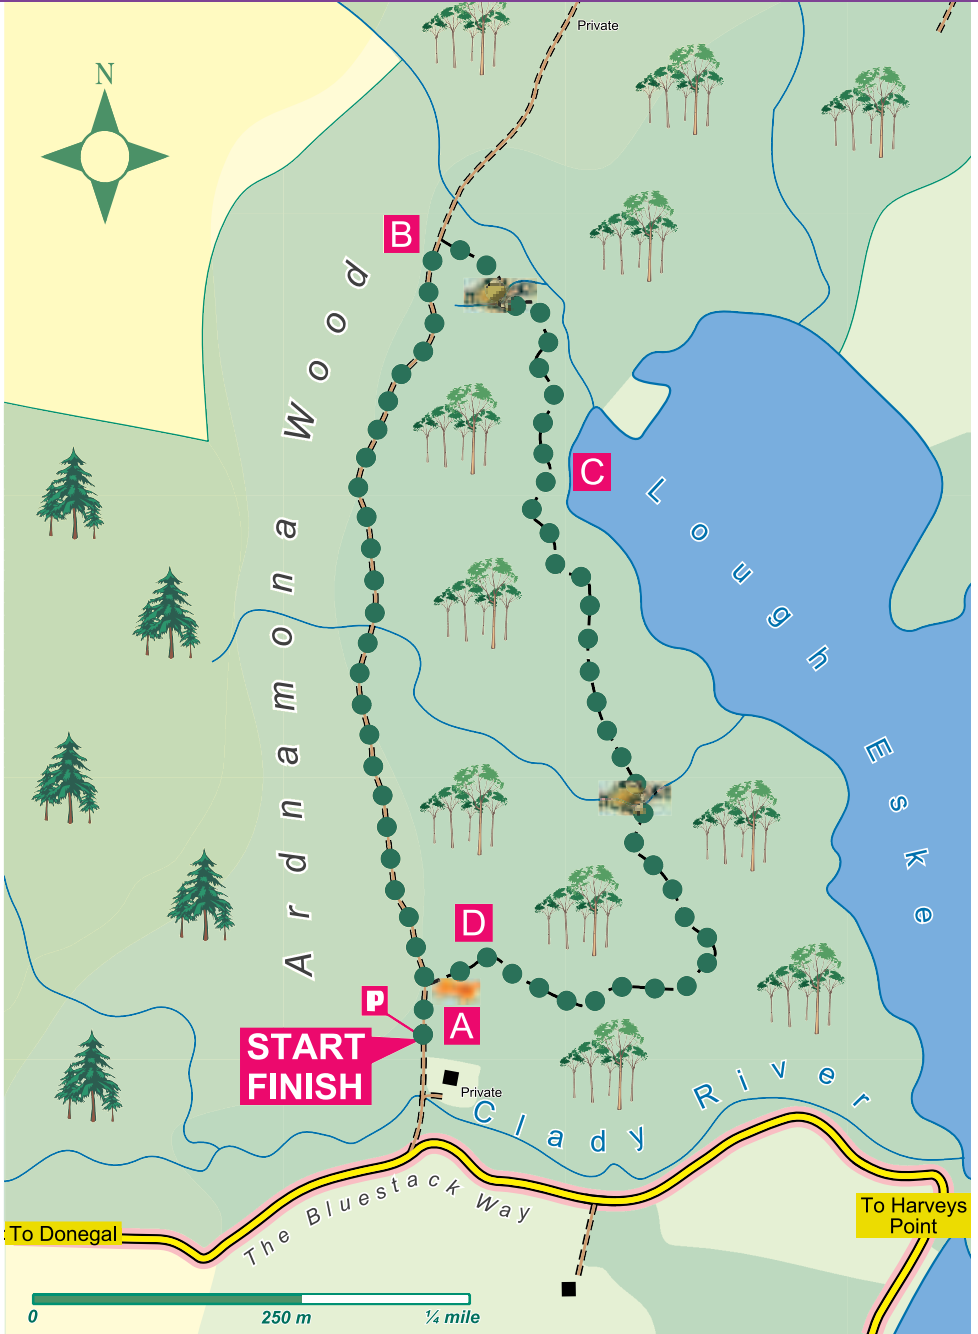 Private
N
B
Ardnamona Wood
C
Lough Eske
D
P
A
START
FINISH
Private
Clady River
The Bluestack Way
To Harveys
Point
To Donegal
0
250 m
¼ mile